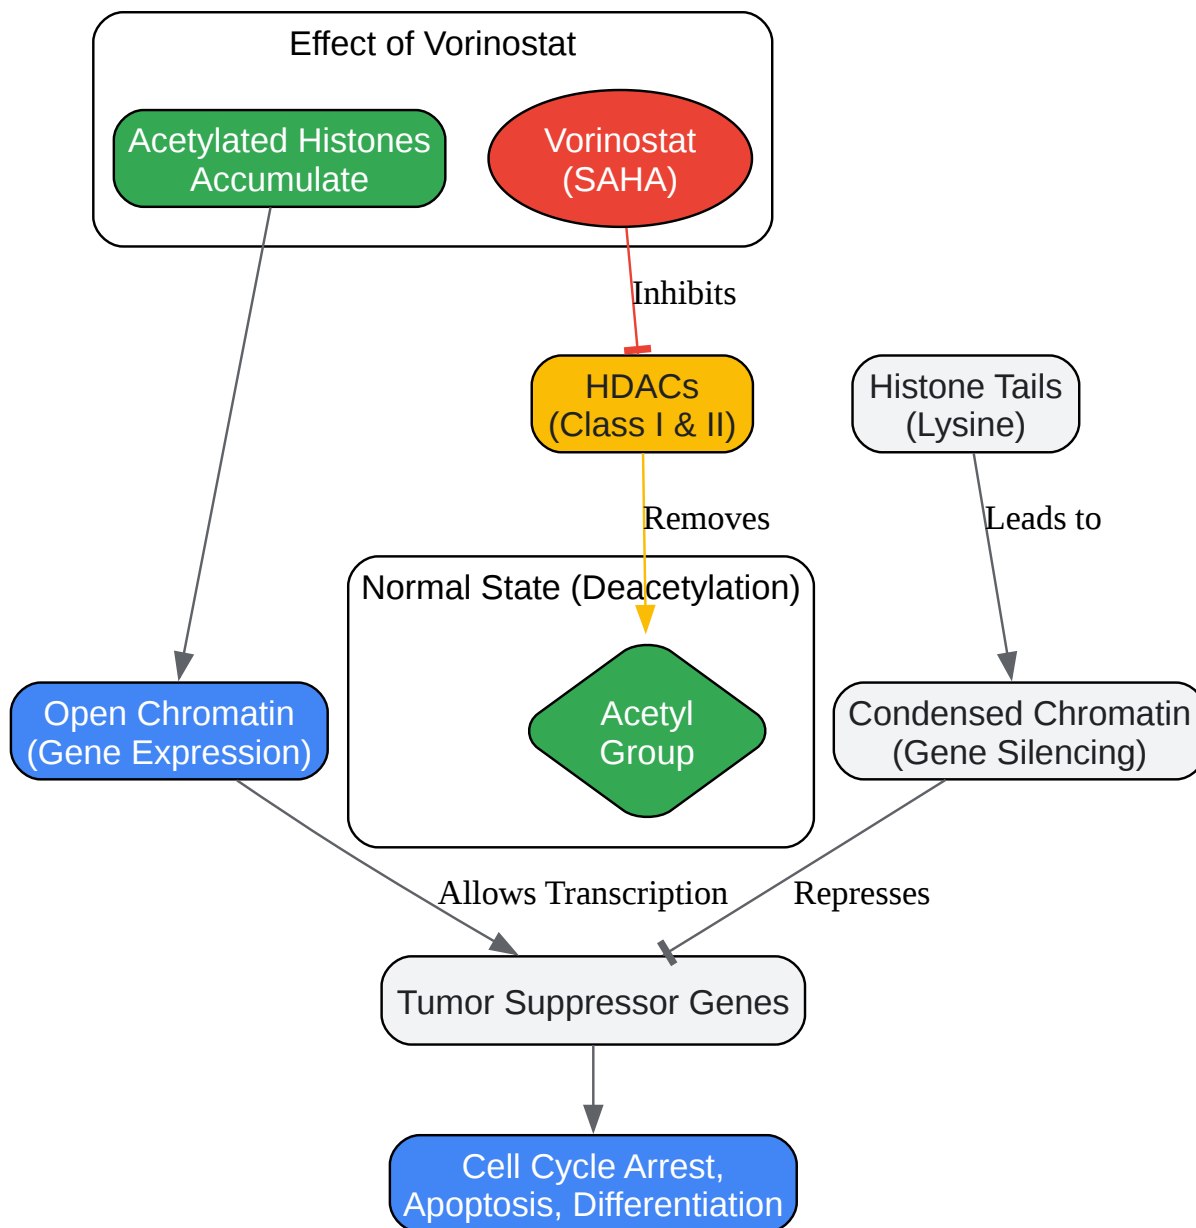 Effect of Vorinostat
Acetylated Histones
Accumulate
Vorinostat
(SAHA)
Inhibits
HDACs
(Class I & II)
Histone Tails
(Lysine)
Removes
Leads to
Normal State (Deacetylation)
Acetyl
Group
Open Chromatin
(Gene Expression)
Condensed Chromatin
(Gene Silencing)
Allows Transcription
Represses
Tumor Suppressor Genes
Cell Cycle Arrest,
Apoptosis, Differentiation